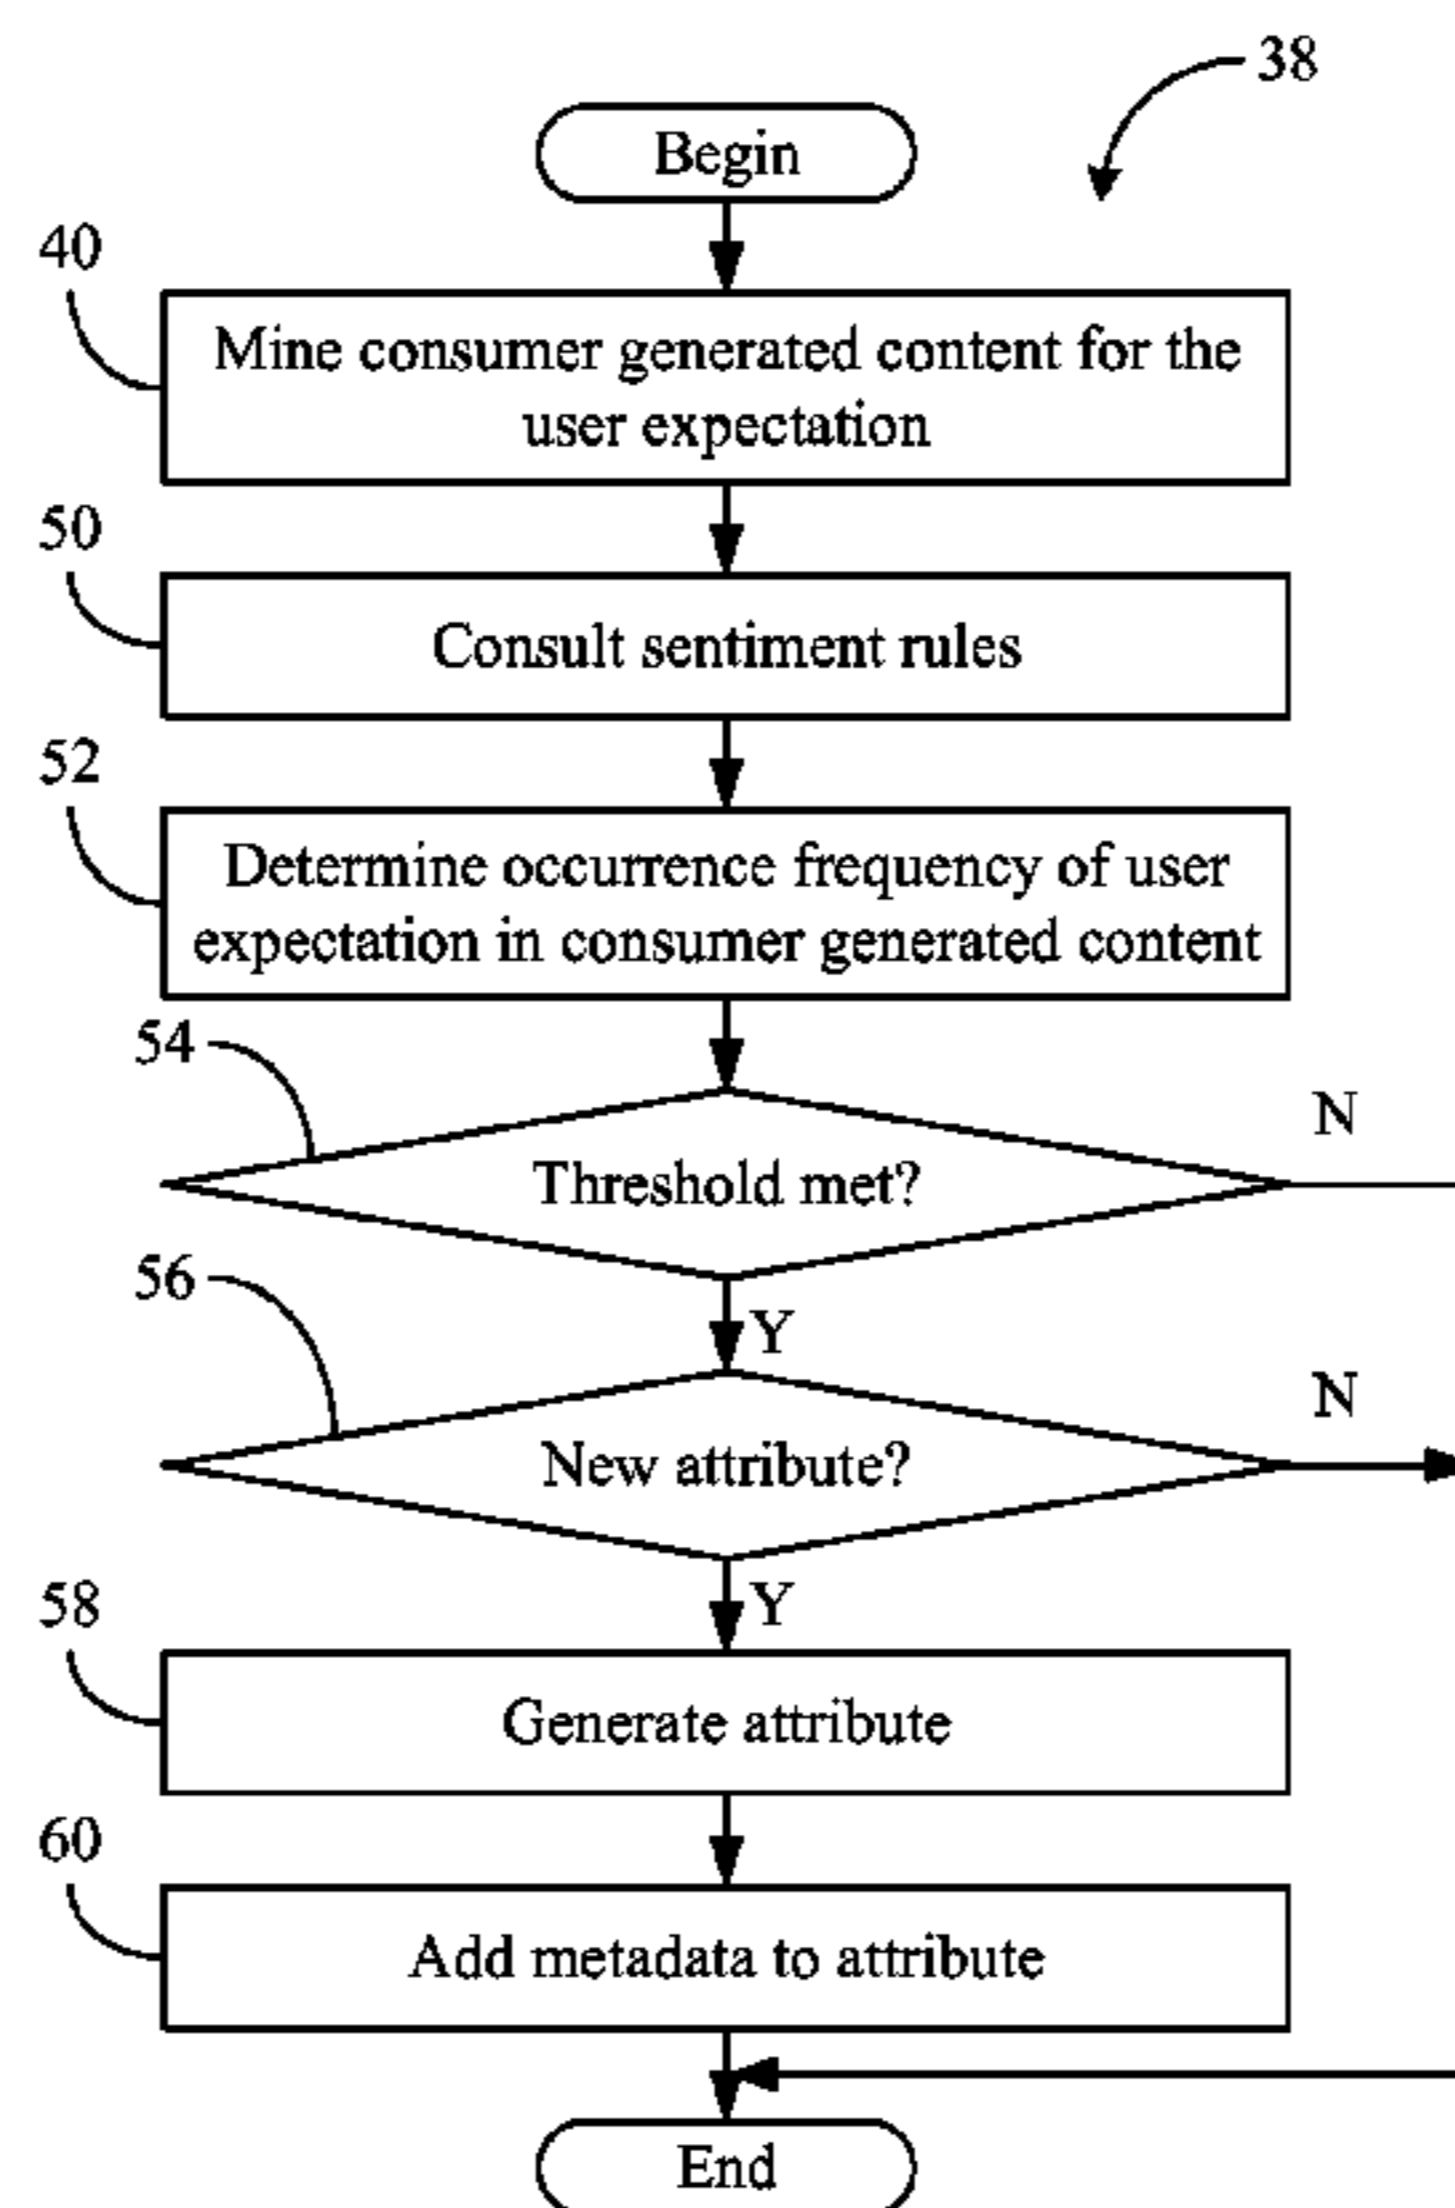 38
Begin
40
Mine consumer generated content for the
user expectation
50
Consult sentiment rules
52
Determine occurrence frequency of user
expectation in consumer generated content
54
Threshold met?
N
Y
56
New attribute?
N
Y
58
Generate attribute
60
Add metadata to attribute
End